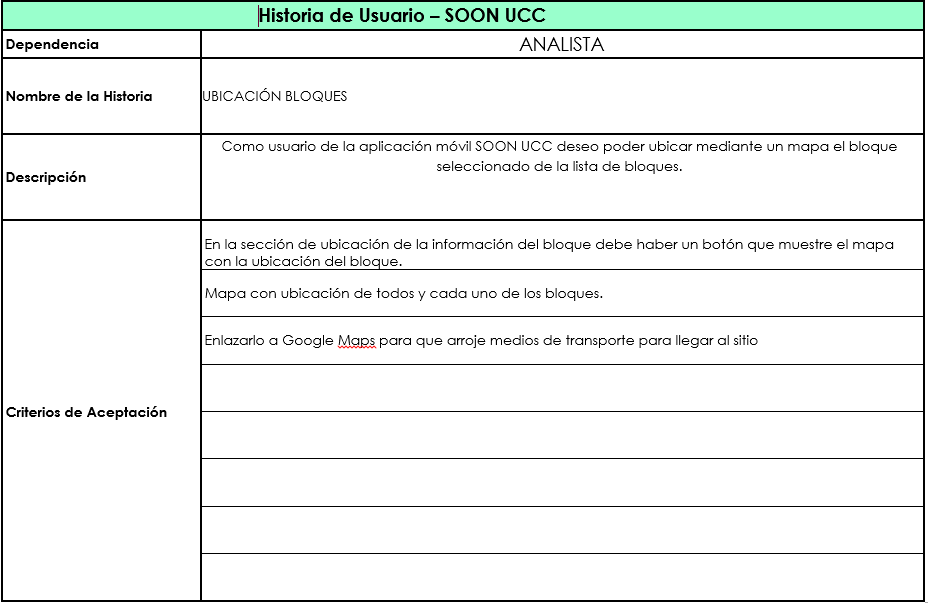 Historia de Usuario – SOON UCC
Dependencia
ANALISTA
Nombre de la Historia
UBICACIÓN BLOQUES
Descripción
Como usuario de la aplicación móvil SOON UCC deseo poder ubicar mediante un mapa el bloque
seleccionado de la lista de bloques.
Criterios de Aceptación
En la sección de ubicación de la información del bloque debe haber un botón que muestre el mapa
con la ubicación del bloque.
Mapa con ubicación de todos y cada uno de los bloques.
Enlazarlo a Google Maps para que arroje medios de transporte para llegar al sitio